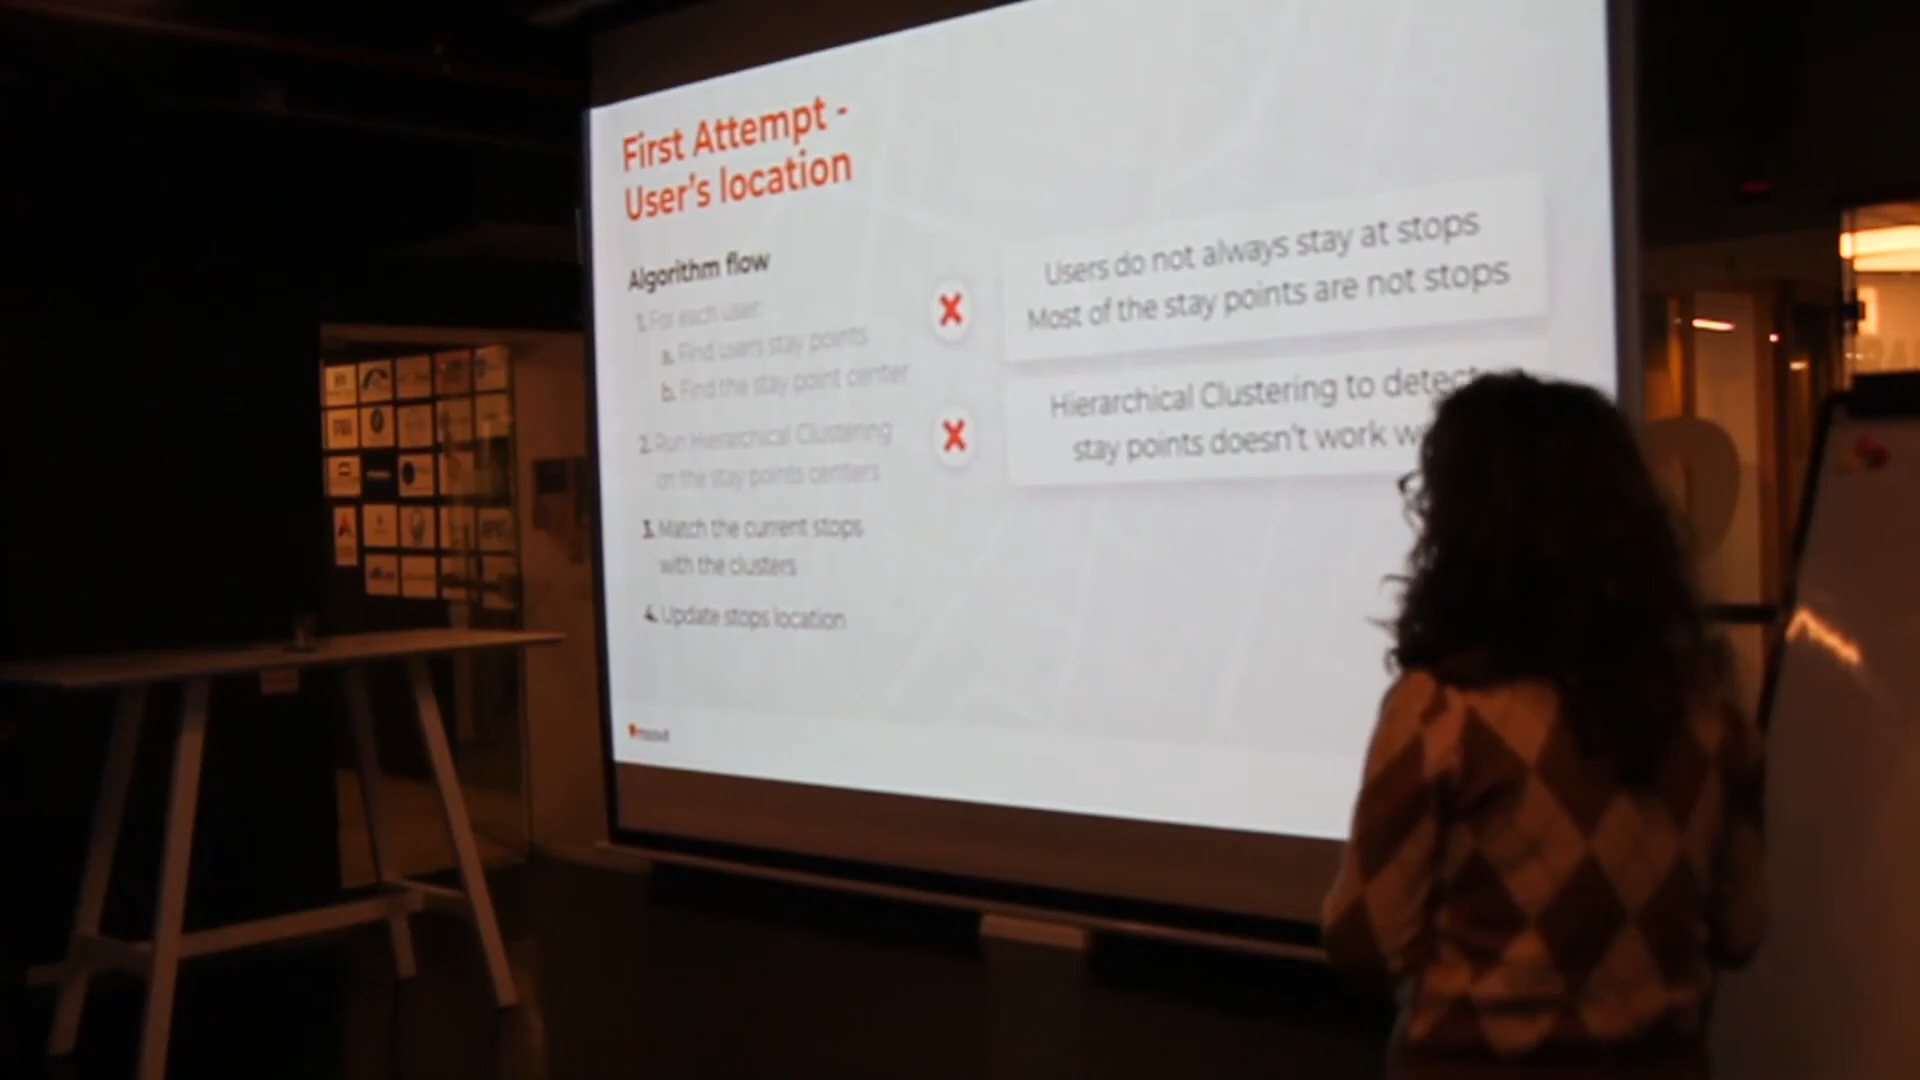 First Attempt -
User's location
Algorithm flow
1. For each user:
a. Find users stay points
b. Find the stay point center
2. Run Hierarchical Clustering
on the stay points centers
3. Match the current stops
with the clusters
4. Update stops location
Users do not always stay at stops
Most of the stay points are not stops
Hierarchical Clustering to detect
stay points doesn't work
moovit